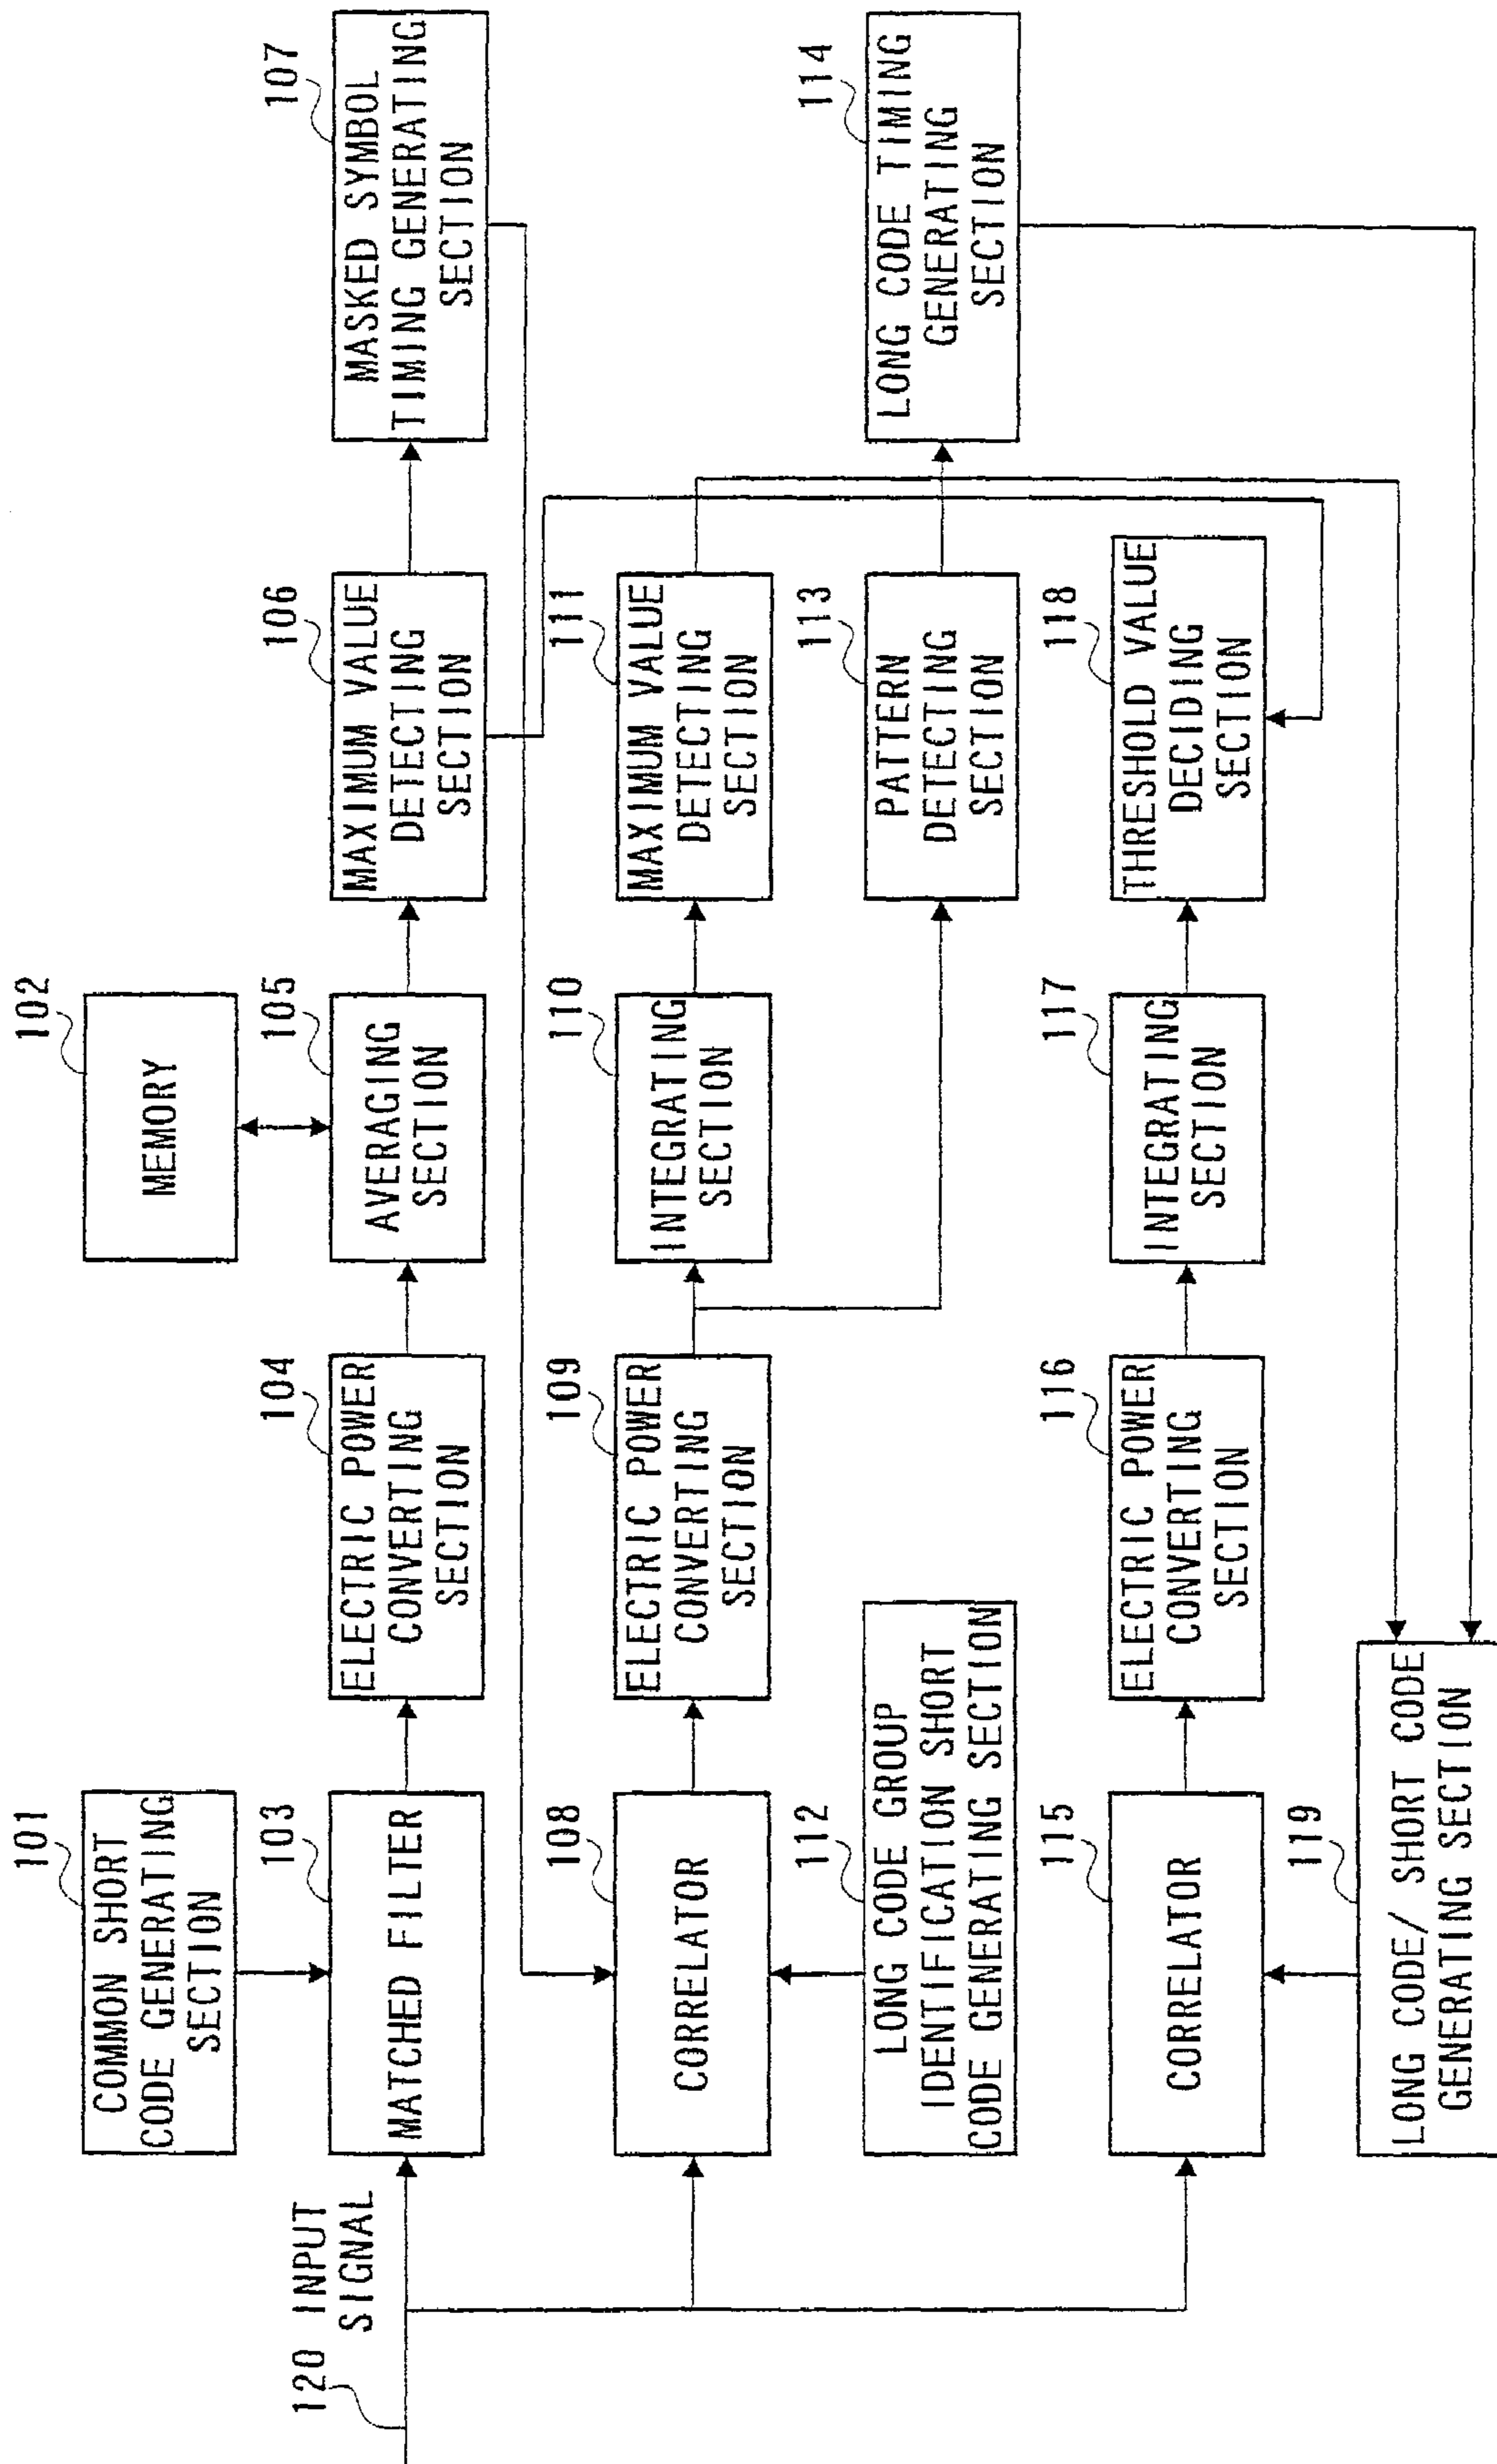 101
COMMON SHORT
CODE GENERATING
SECTION
102
MEMORY
120 INPUT
SIGNAL
103
MATCHED FILTER
104
ELECTRIC POWER
CONVERTING
SECTION
105
AVERAGING
SECTION
106
MAXIMUM VALUE
DETECTING
SECTION
107
MASKED SYMBOL
TIMING GENERATING
SECTION
108
CORRELATOR
109
ELECTRIC POWER
CONVERTING
SECTION
110
INTEGRATING
SECTION
111
MAXIMUM VALUE
DETECTING
SECTION
112
LONG CODE GROUP
IDENTIFICATION SHORT
CODE GENERATING SECTION
113
PATTERN
DETECTING
SECTION
114
LONG CODE TIMING
GENERATING
SECTION
115
CORRELATOR
116
ELECTRIC POWER
CONVERTING
SECTION
117
INTEGRATING
SECTION
118
THRESHOLD VALUE
DECIDING
SECTION
119
LONG CODE/ SHORT CODE
GENERATING SECTION